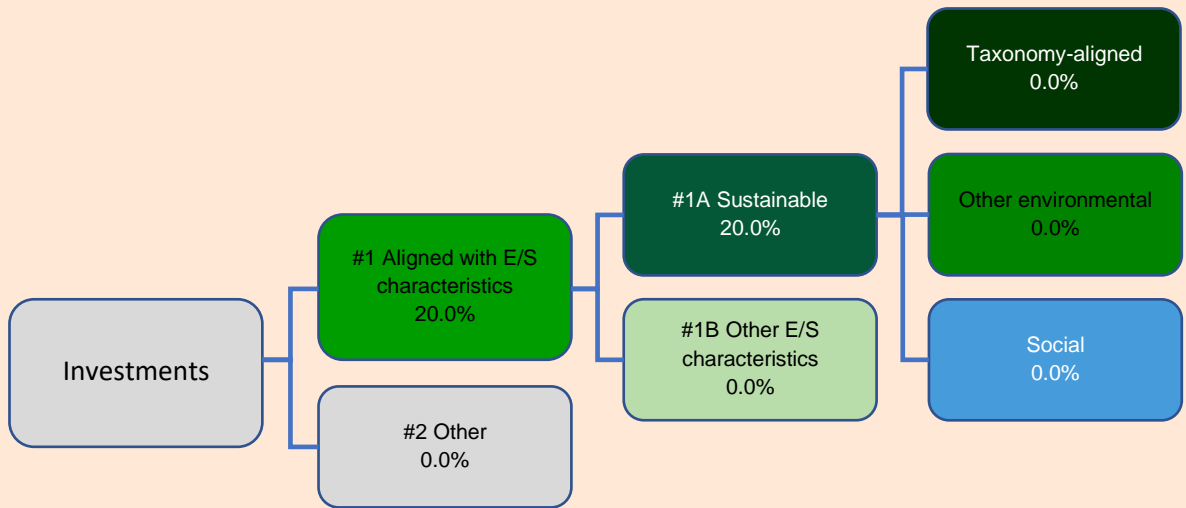 Investments
#1 Aligned with E/S
characteristics
20.0%
#2 Other
0.0%
#1A Sustainable
20.0%
#1B Other E/S
characteristics
0.0%
Taxonomy-aligned
0.0%
Other environmental
0.0%
Social
0.0%